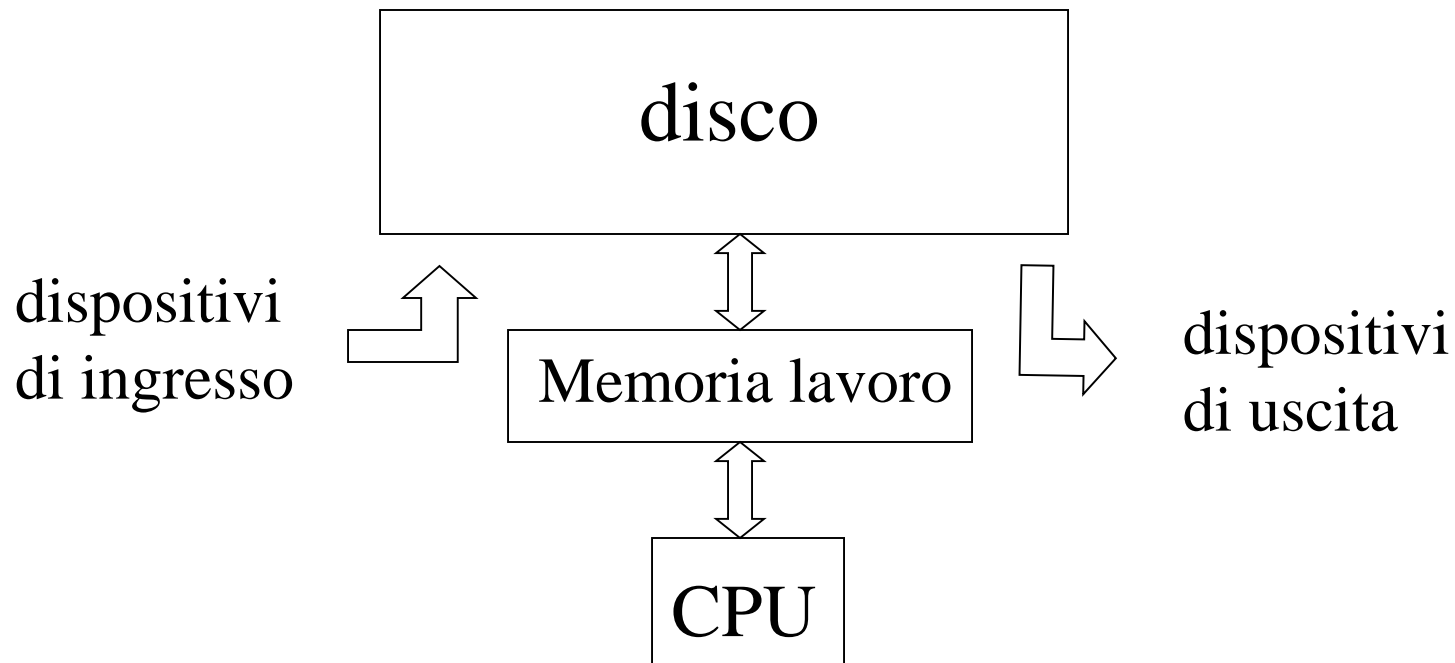 disco
dispositivi
di ingresso
Memoria lavoro
dispositivi
di uscita
CPU